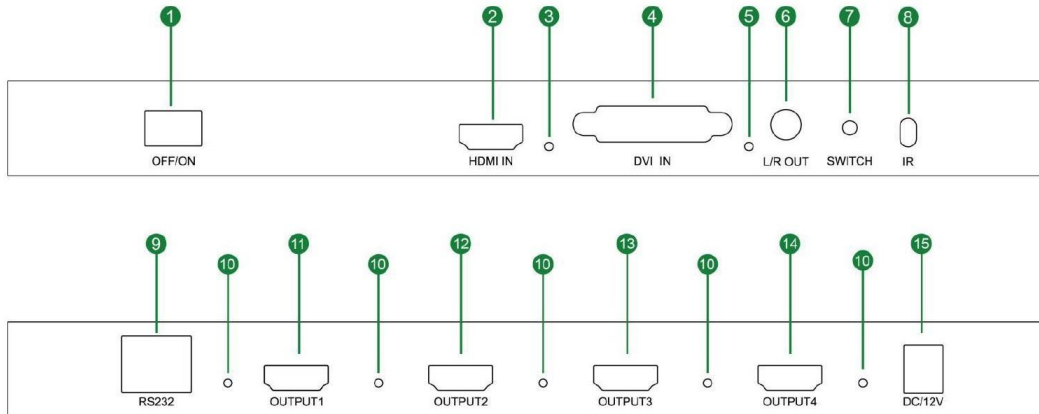 1 2 3 4 5 6 7 8
OFF/ON HDMI IN DVI IN L/R OUT SWITCH IR
9 10 11 10 12 10 13 10 14 10 15
RS232 OUTPUT1 OUTPUT2 OUTPUT3 OUTPUT4 DC/12V